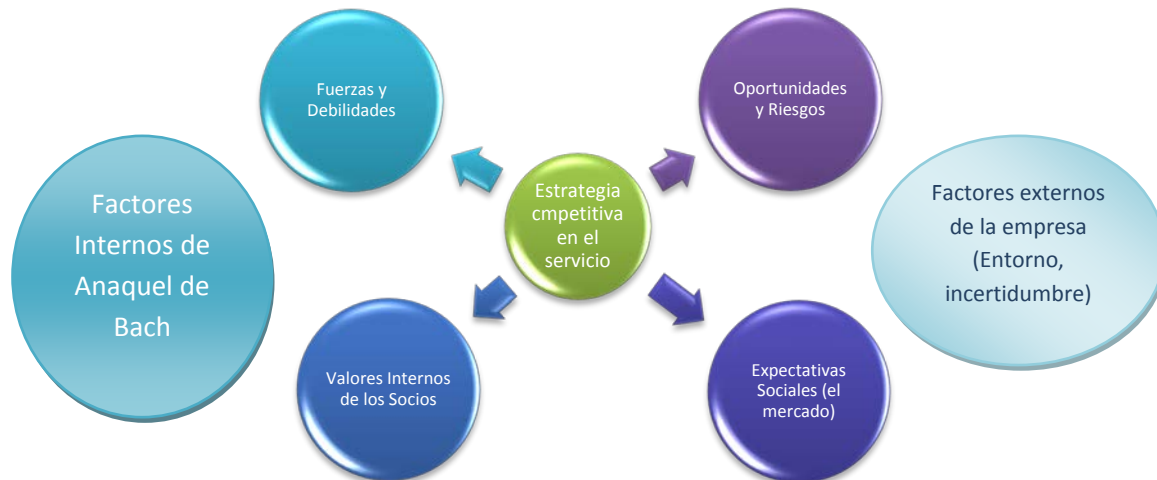 Fuerzas y
Debilidades
Oportunidades
y Riesgos
Factores
Internos de
Anaquel de
Bach
Estrategia
cmpetitiva
en el
servicio
Factores externos
de la empresa
(Entorno,
incertidumbre)
Valores Internos
de los Socios
Expectativas
Sociales (el
mercado)